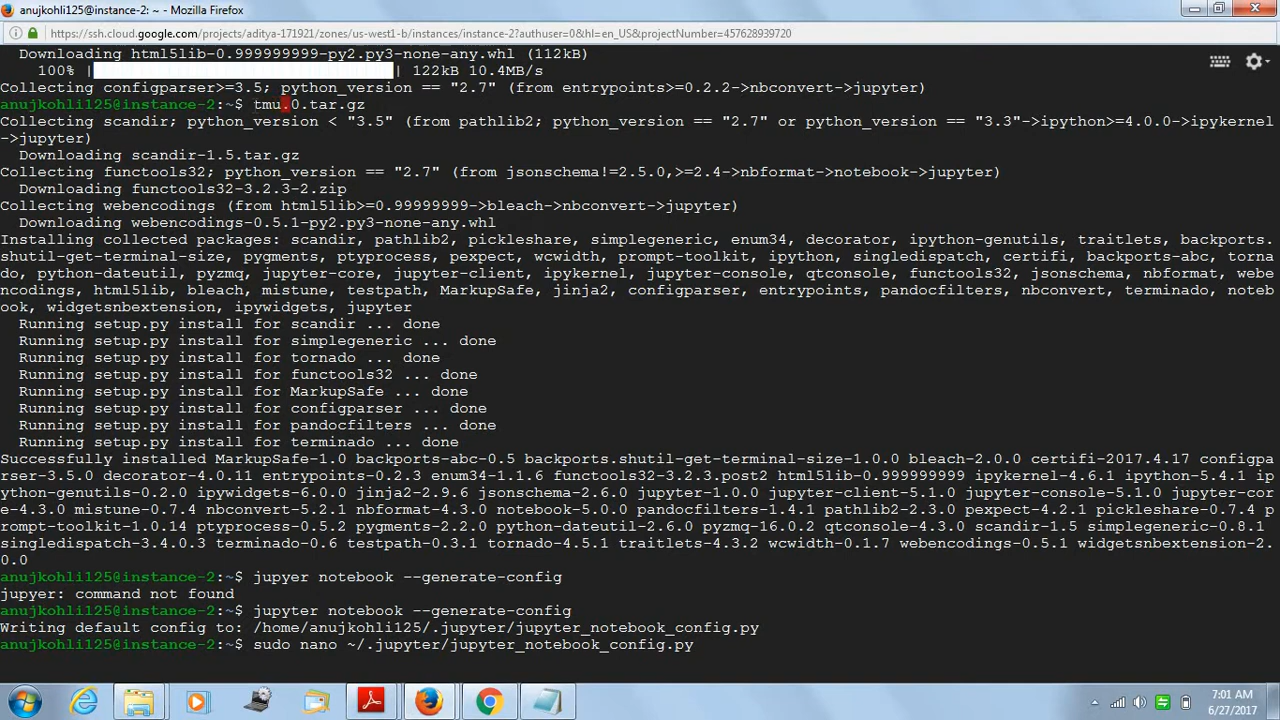 anujkohli125@instance-2: ~ - Mozilla Firefox
https://ssh.cloud.google.com/projects/aditya-171921/zones/us-west1-b/instances/instance-2?authuser=0&hl=en_US&projectNumber=457628939720
Downloading html5lib-0.999999999-py2.py3-none-any.whl (112kB)
100% | | 122kB 10.4MB/s
Collecting configparser>=3.5; python_version == "2.7" (from entrypoints>=0.2.2->nbconvert->jupyter)
anujkohli125@instance-2:~$ tmu.0.tar.gz
Collecting scandir; python_version < "3.5" (from pathlib2; python_version == "2.7" or python_version == "3.3"->ipython>=4.0.0->ipykernel
->jupyter)
Downloading scandir-1.5.tar.gz
Collecting functools32; python_version == "2.7" (from jsonschema!=2.5.0,>=2.4->nbformat->notebook->jupyter)
Downloading functools32-3.2.3-2.zip
Collecting webencodings (from html5lib>=0.99999999->bleach->nbconvert->jupyter)
Downloading webencodings-0.5.1-py2.py3-none-any.whl
Installing collected packages: scandir, pathlib2, pickleshare, simplegeneric, enum34, decorator, ipython-genutils, traitlets, backports.
shutil-get-terminal-size, pygments, ptyprocess, pexpect, wcwidth, prompt-toolkit, ipython, singledispatch, certifi, backports-abc, torna
do, python-dateutil, pyzmq, jupyter-core, jupyter-client, ipykernel, jupyter-console, qtconsole, functools32, jsonschema, nbformat, webe
ncodings, html5lib, bleach, mistune, testpath, MarkupSafe, jinja2, configparser, entrypoints, pandocfilters, nbconvert, terminado, noteb
ook, widgetsnbextension, ipywidgets, jupyter
Running setup.py install for scandir ... done
Running setup.py install for simplegeneric ... done
Running setup.py install for tornado ... done
Running setup.py install for functools32 ... done
Running setup.py install for MarkupSafe ... done
Running setup.py install for configparser ... done
Running setup.py install for pandocfilters ... done
Running setup.py install for terminado ... done
Successfully installed MarkupSafe-1.0 backports-abc-0.5 backports.shutil-get-terminal-size-1.0.0 bleach-2.0.0 certifi-2017.4.17 configpa
rser-3.5.0 decorator-4.0.11 entrypoints-0.2.3 enum34-1.1.6 functools32-3.2.3.post2 html5lib-0.999999999 ipykernel-4.6.1 ipython-5.4.1 ip
ython-genutils-0.2.0 ipywidgets-6.0.0 jinja2-2.9.6 jsonschema-2.6.0 jupyter-1.0.0 jupyter-client-5.1.0 jupyter-console-5.1.0 jupyter-cor
e-4.3.0 mistune-0.7.4 nbconvert-5.2.1 nbformat-4.3.0 notebook-5.0.0 pandocfilters-1.4.1 pathlib2-2.3.0 pexpect-4.2.1 pickleshare-0.7.4 p
rompt-toolkit-1.0.14 ptyprocess-0.5.2 pygments-2.2.0 python-dateutil-2.6.0 pyzmq-16.0.2 qtconsole-4.3.0 scandir-1.5 simplegeneric-0.8.1
singledispatch-3.4.0.3 terminado-0.6 testpath-0.3.1 tornado-4.5.1 traitlets-4.3.2 wcwidth-0.1.7 webencodings-0.5.1 widgetsnbextension-2.
0.0
anujkohli125@instance-2:~$ jupyer notebook --generate-config
jupyer: command not found
anujkohli125@instance-2:~$ jupyter notebook --generate-config
Writing default config to: /home/anujkohli125/.jupyter/jupyter_notebook_config.py
anujkohli125@instance-2:~$ sudo nano ~/.jupyter/jupyter_notebook_config.py
7:01 AM
6/27/2017